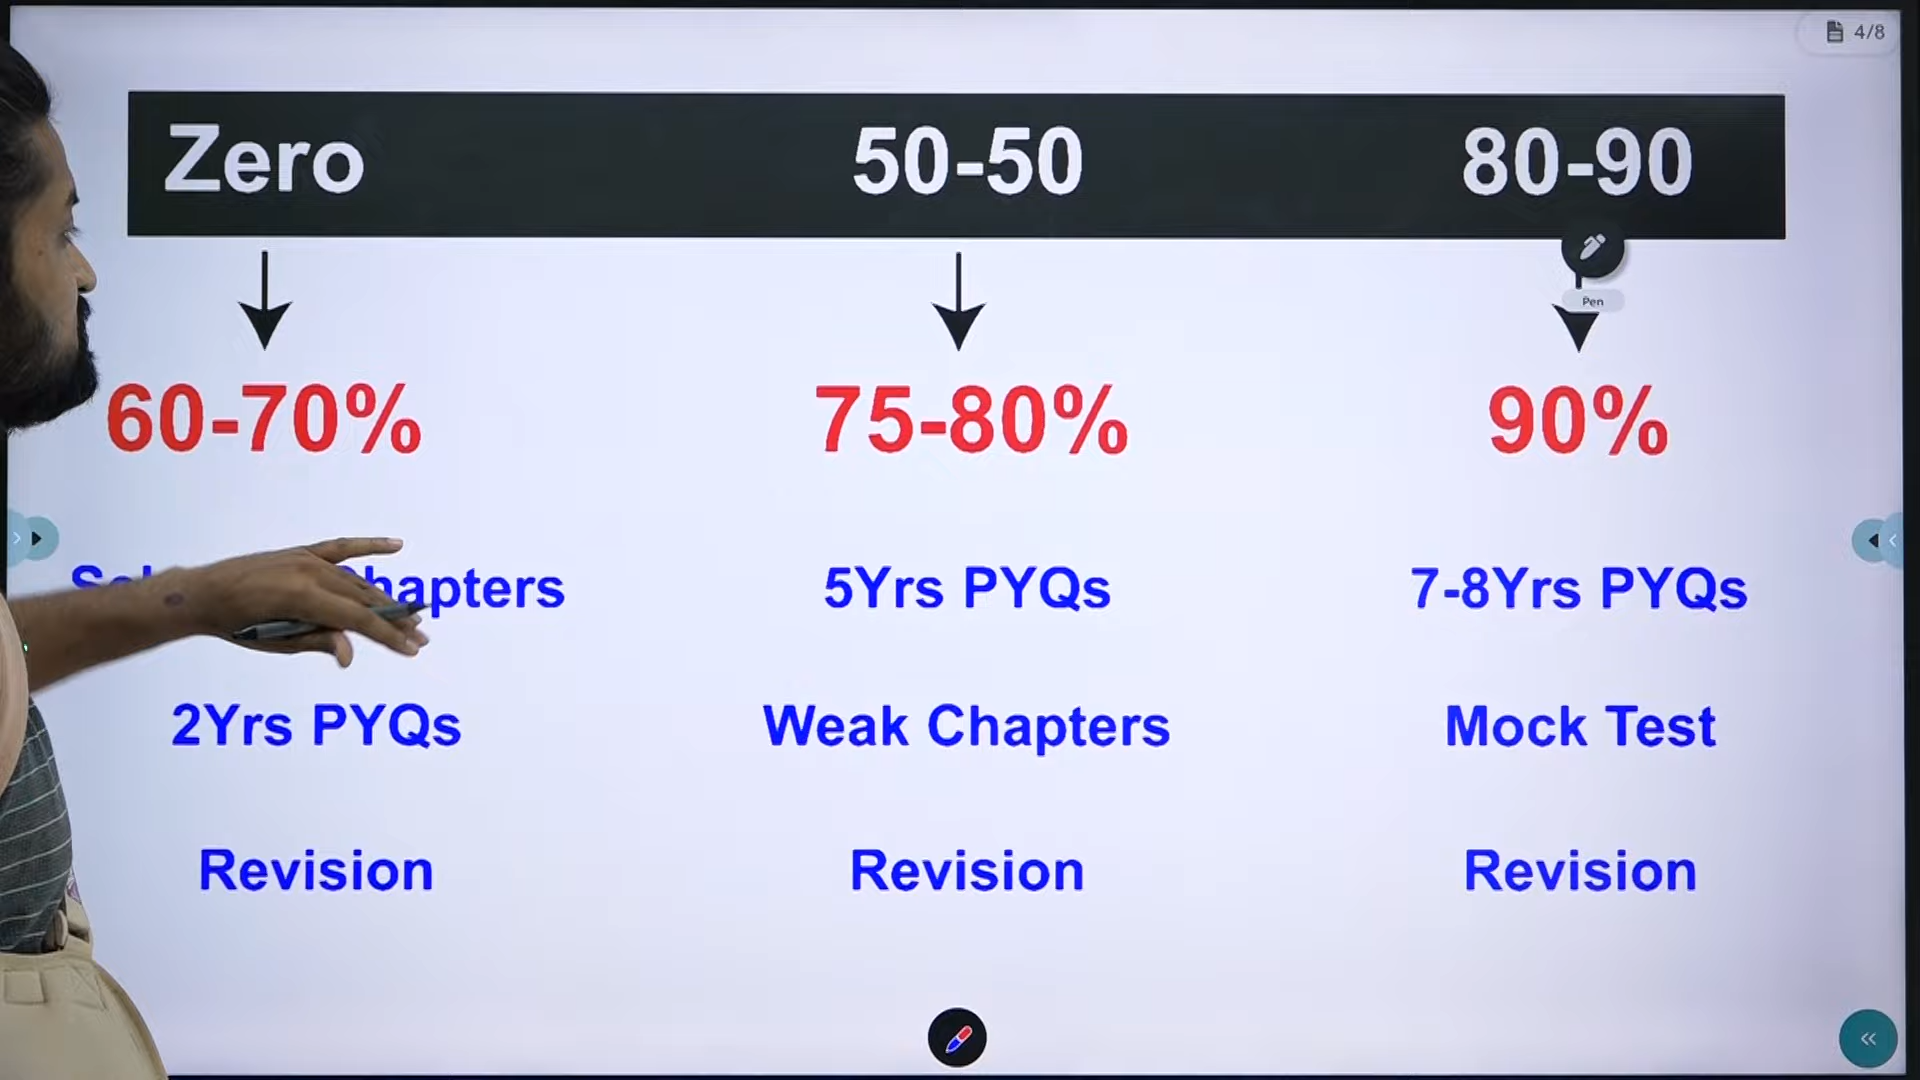 4/8
Zero 50-50 80-90
Pen
60-70% 75-80% 90%
Chapters 5Yrs PYQs 7-8Yrs PYQs
2Yrs PYQs Weak Chapters Mock Test
Revision Revision Revision